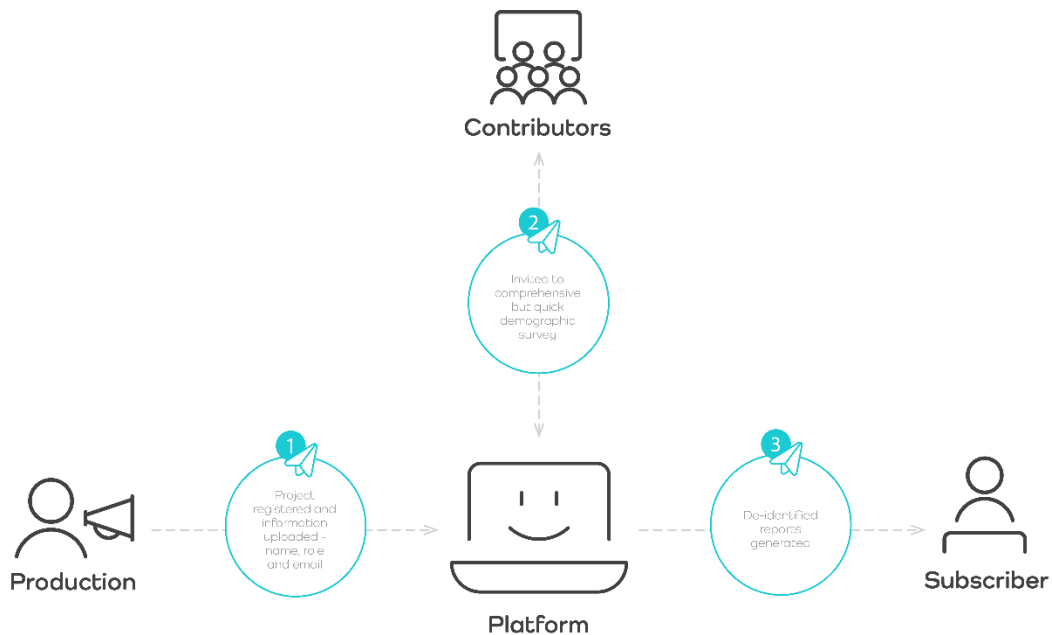 Contributors
2
Invited to
comprehensive
but quick
demographic
survey
1
Project
registered and
information
uploaded -
name, role
and email
3
De-identified
reports
generated
Production
Platform
Subscriber